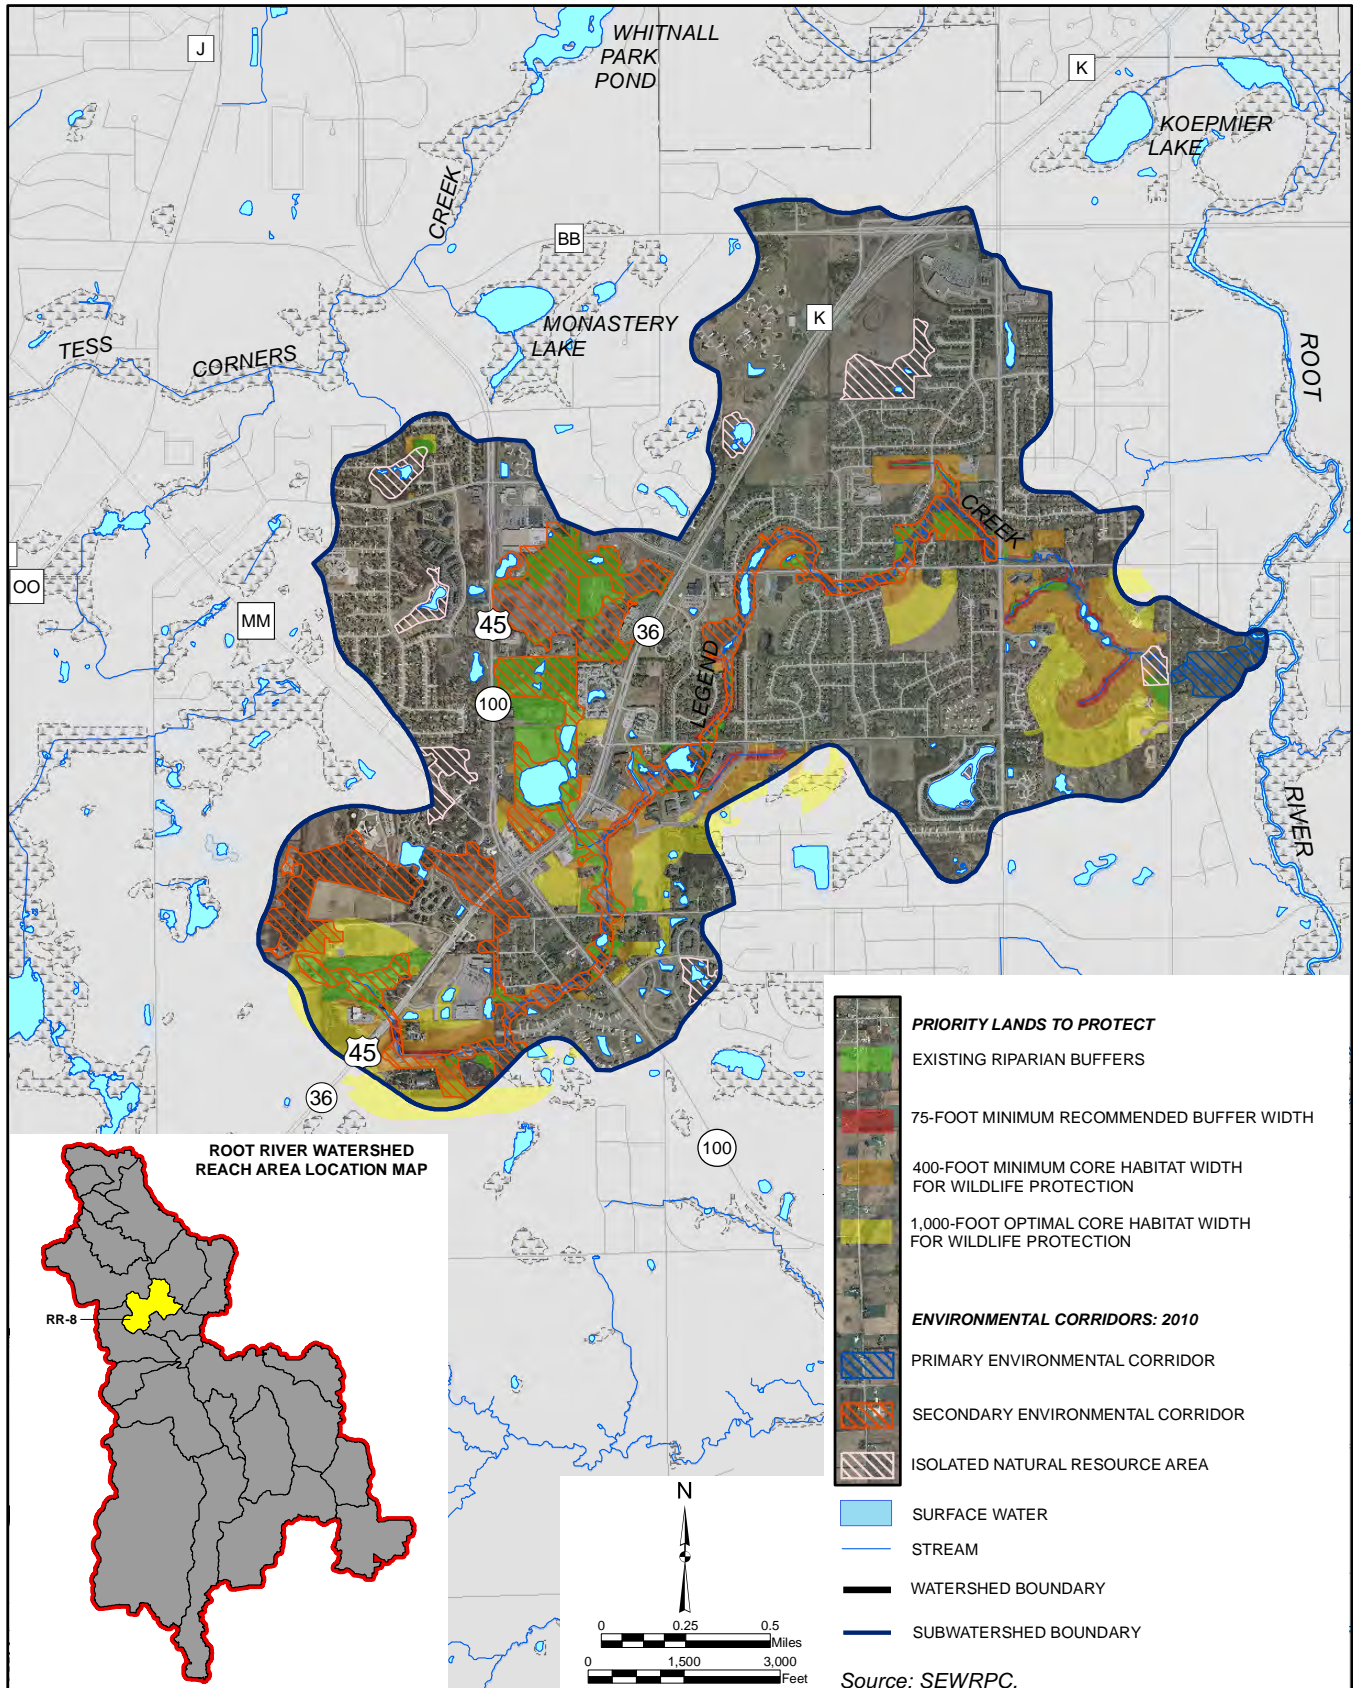 J
WHITNALL
PARK
POND
K
KOEPMIER
LAKE
CREEK
BB
MONASTERY
LAKE
K
TESS
CORNERS
ROOT
CREEK
OO
MM
45
36
LEGEND
100
RIVER
45
36
100
PRIORITY LANDS TO PROTECT
EXISTING RIPARIAN BUFFERS
75-FOOT MINIMUM RECOMMENDED BUFFER WIDTH
400-FOOT MINIMUM CORE HABITAT WIDTH
FOR WILDLIFE PROTECTION
1,000-FOOT OPTIMAL CORE HABITAT WIDTH
FOR WILDLIFE PROTECTION
ENVIRONMENTAL CORRIDORS: 2010
PRIMARY ENVIRONMENTAL CORRIDOR
SECONDARY ENVIRONMENTAL CORRIDOR
ISOLATED NATURAL RESOURCE AREA
SURFACE WATER
STREAM
WATERSHED BOUNDARY
SUBWATERSHED BOUNDARY
Source: SEWRPC.
ROOT RIVER WATERSHED
REACH AREA LOCATION MAP
RR-8
N
0 0.25 0.5
Miles
0 1,500 3,000
Feet